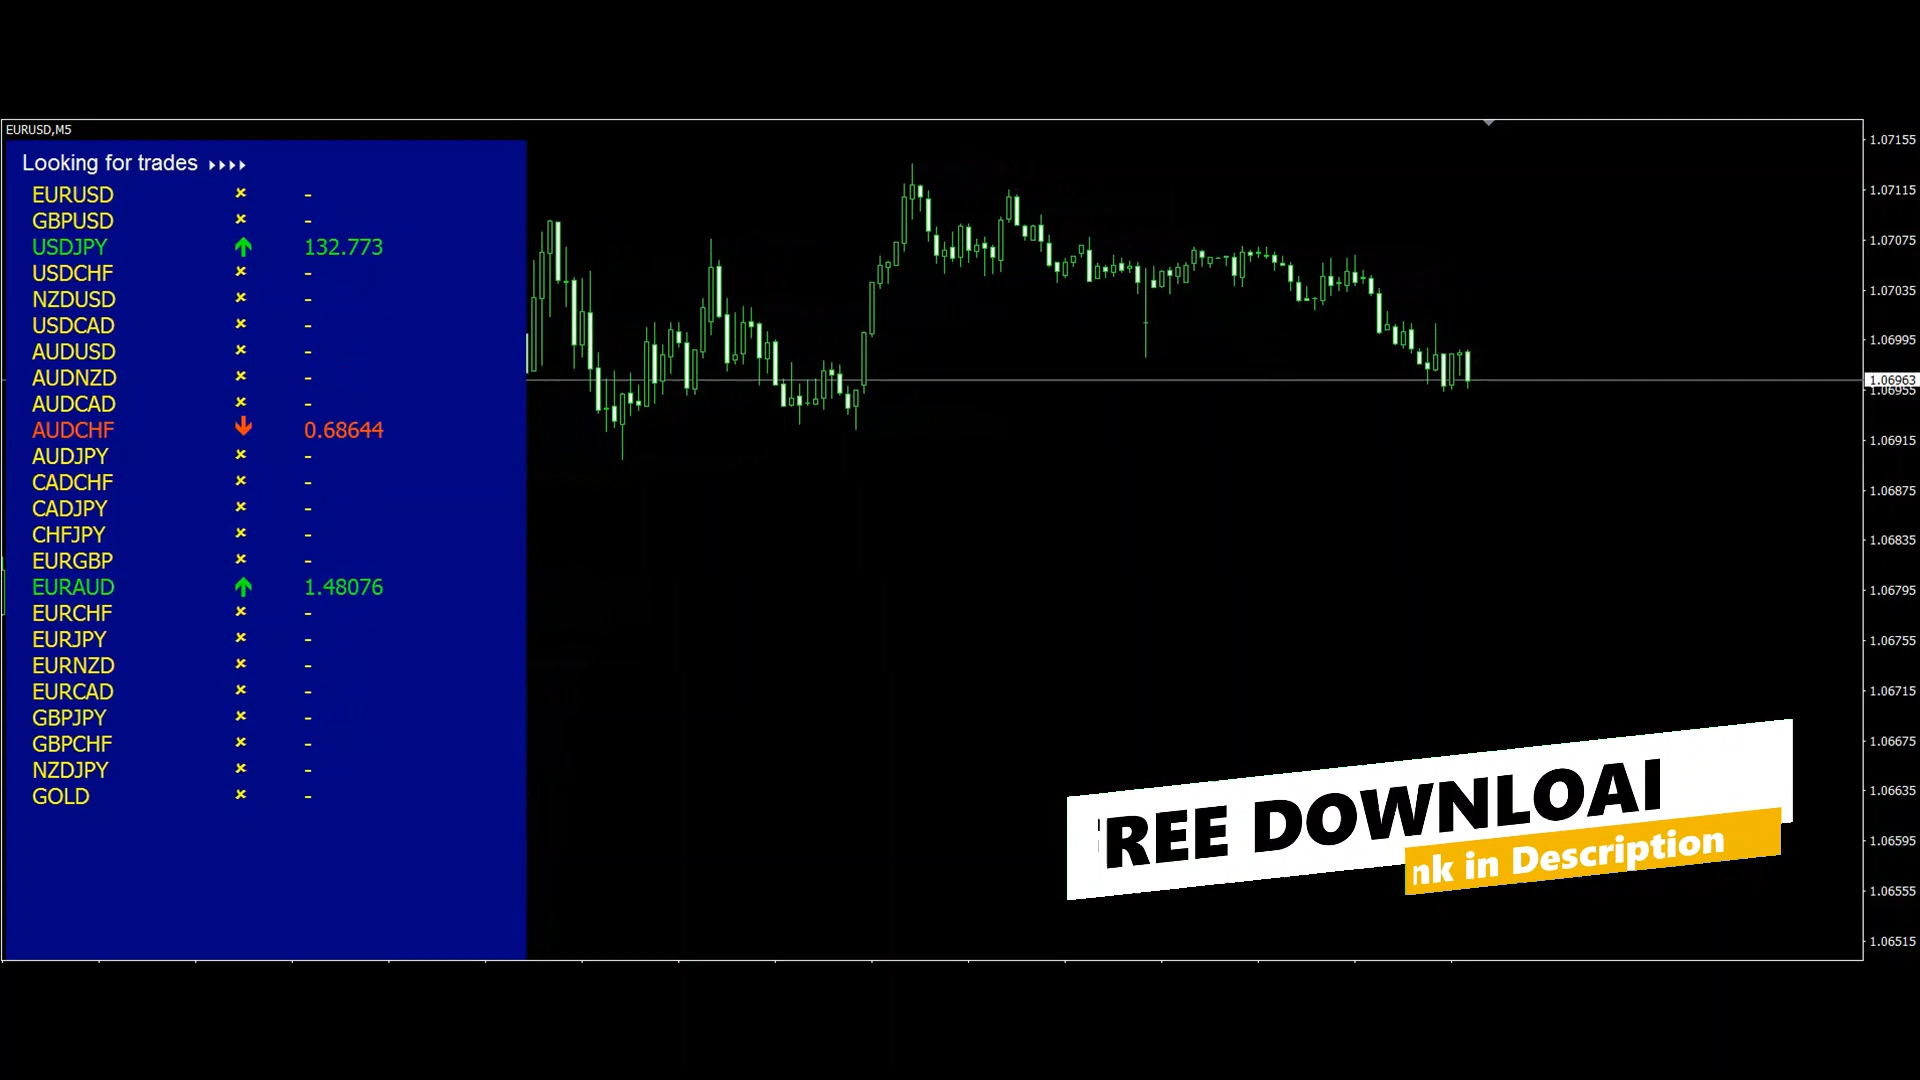 EURUSD,M5
Looking for trades
EURUSD × -
GBPUSD × -
USDJPY ↑ 132.773
USDCHF × -
NZDUSD × -
USDCAD × -
AUDUSD × -
AUDNZD × -
AUDCAD × -
AUDCHF ↓ 0.68644
AUDJPY × -
CADCHF × -
CADJPY × -
CHFJPY × -
EURGBP × -
EURAUD ↑ 1.48076
EURCHF × -
EURJPY × -
EURNZD × -
EURCAD × -
GBPJPY × -
GBPCHF × -
NZDJPY × -
GOLD × -
1.07155
1.07115
1.07075
1.07035
1.06995
1.06963
1.06955
1.06915
1.06875
1.06835
1.06795
1.06755
1.06715
1.06675
1.06635
1.06595
1.06555
1.06515
REE DOWNLOA
nk in Description